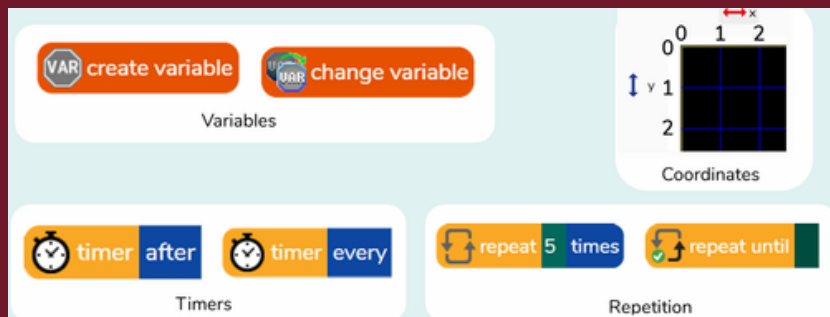 VAR create variable
VAR change variable
Variables
x
0 1 2
0
y 1
2
Coordinates
timer after
timer every
Timers
repeat 5 times
repeat until
Repetition